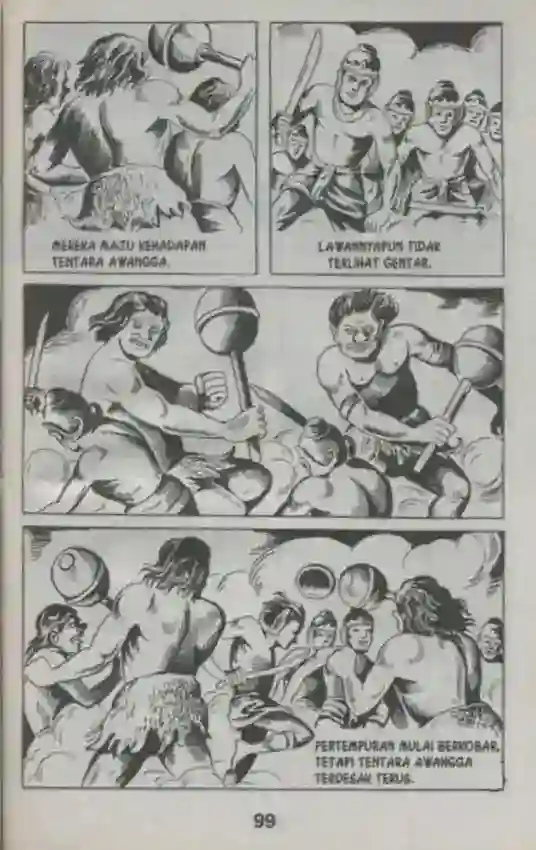 MEREKA MAJU KEHADAPAN
TENTARA AWANGGA.
LAWANNYAPUN TIDAK
TERLIHAT GENTAR.
PERTEMPURAN MULAI BERKOBAR,
TETAPI TENTARA AWANGGA
TERDESAK TERUS.
99